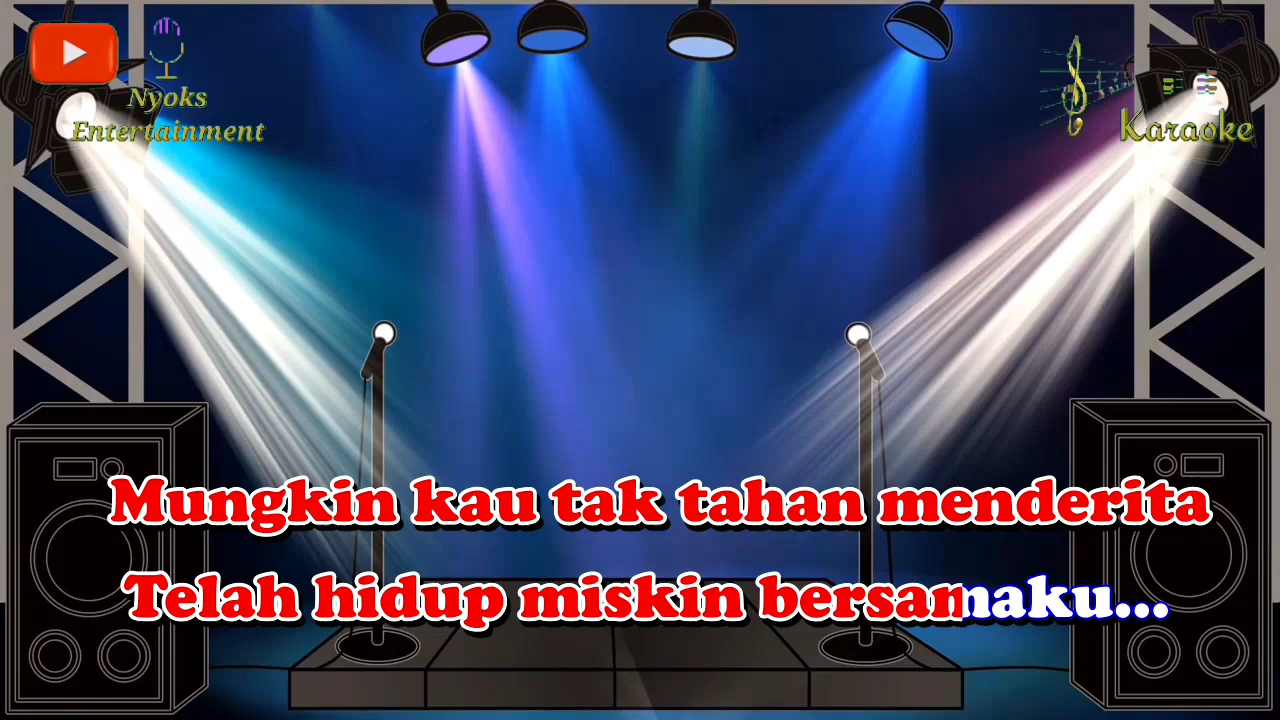 Nyoks
Entertainment
Karaoke
Mungkin kau tak tahan menderita
Telah hidup miskin bersamaku...